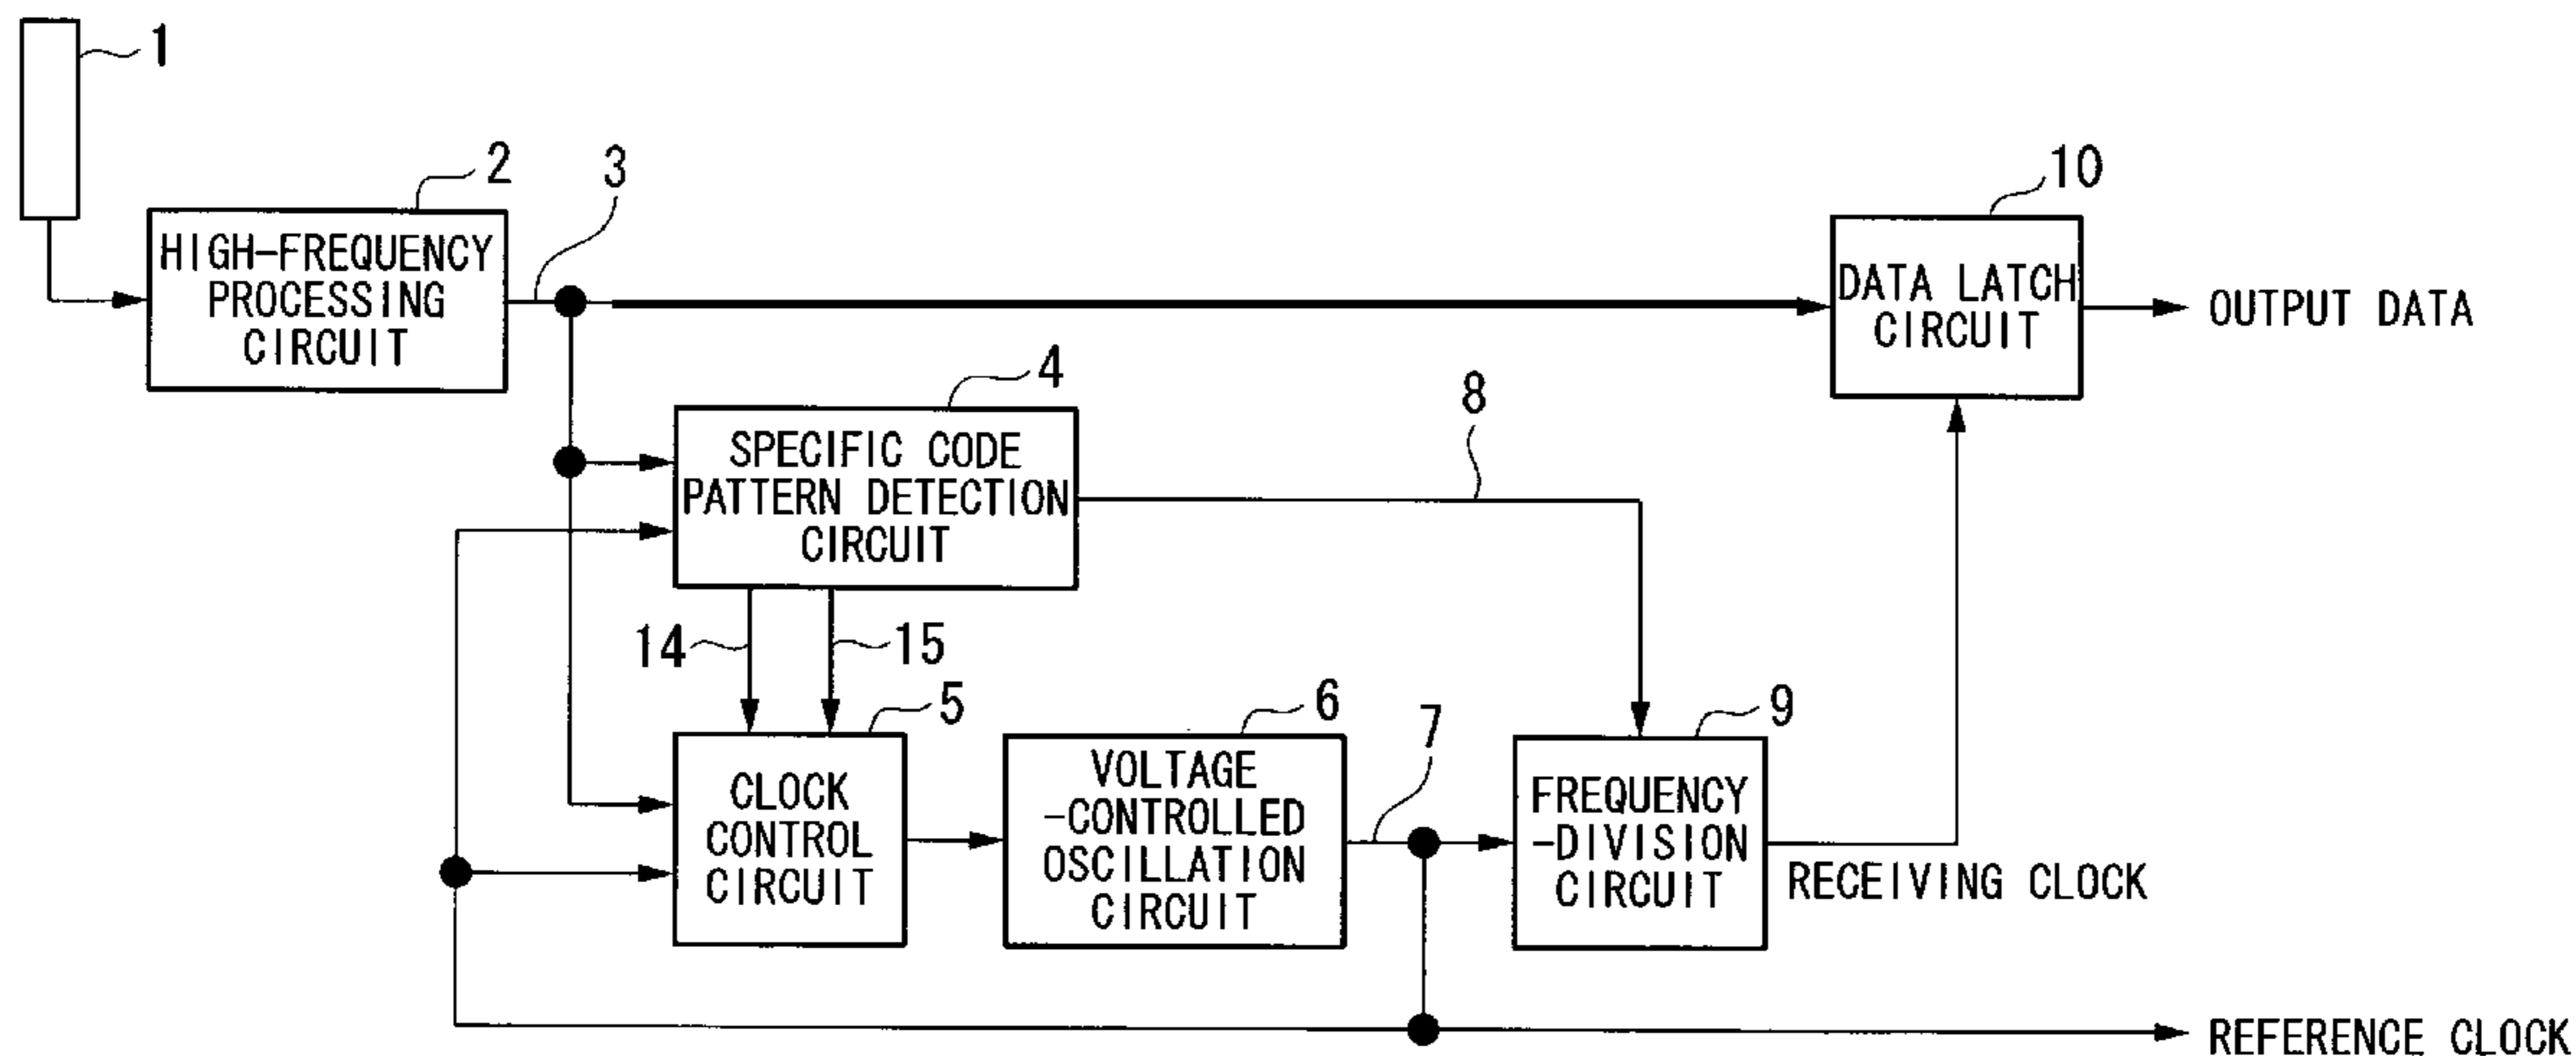 1
2
3
10
HIGH-FREQUENCY
PROCESSING
CIRCUIT
DATA LATCH
CIRCUIT
OUTPUT DATA
4
8
SPECIFIC CODE
PATTERN DETECTION
CIRCUIT
14
15
5
6
7
9
CLOCK
CONTROL
CIRCUIT
VOLTAGE
-CONTROLLED
OSCILLATION
CIRCUIT
FREQUENCY
-DIVISION
CIRCUIT
RECEIVING CLOCK
REFERENCE CLOCK